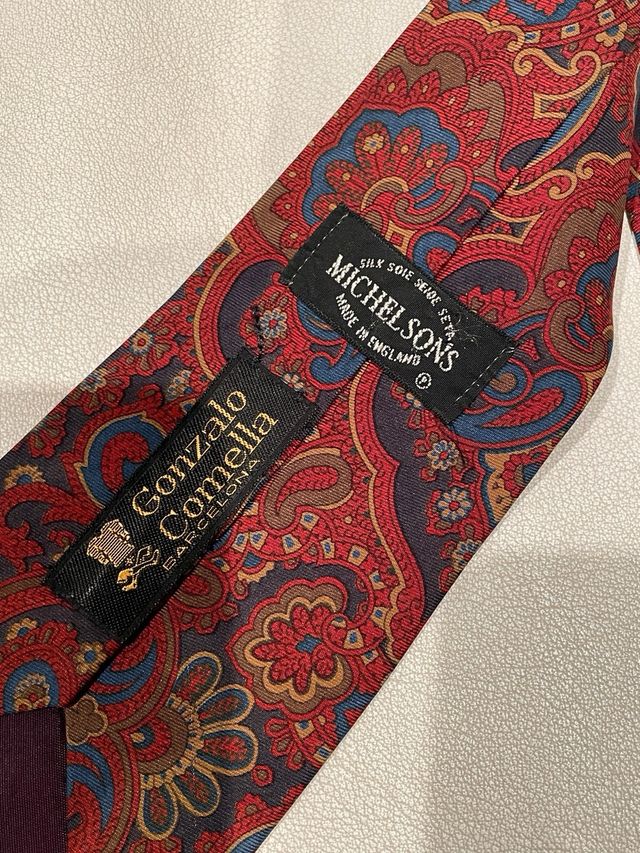 SILK SOIE SEIDE SETA
MICHELSONS
MADE IN ENGLAND
®
Gonzalo
Comella
BARCELONA